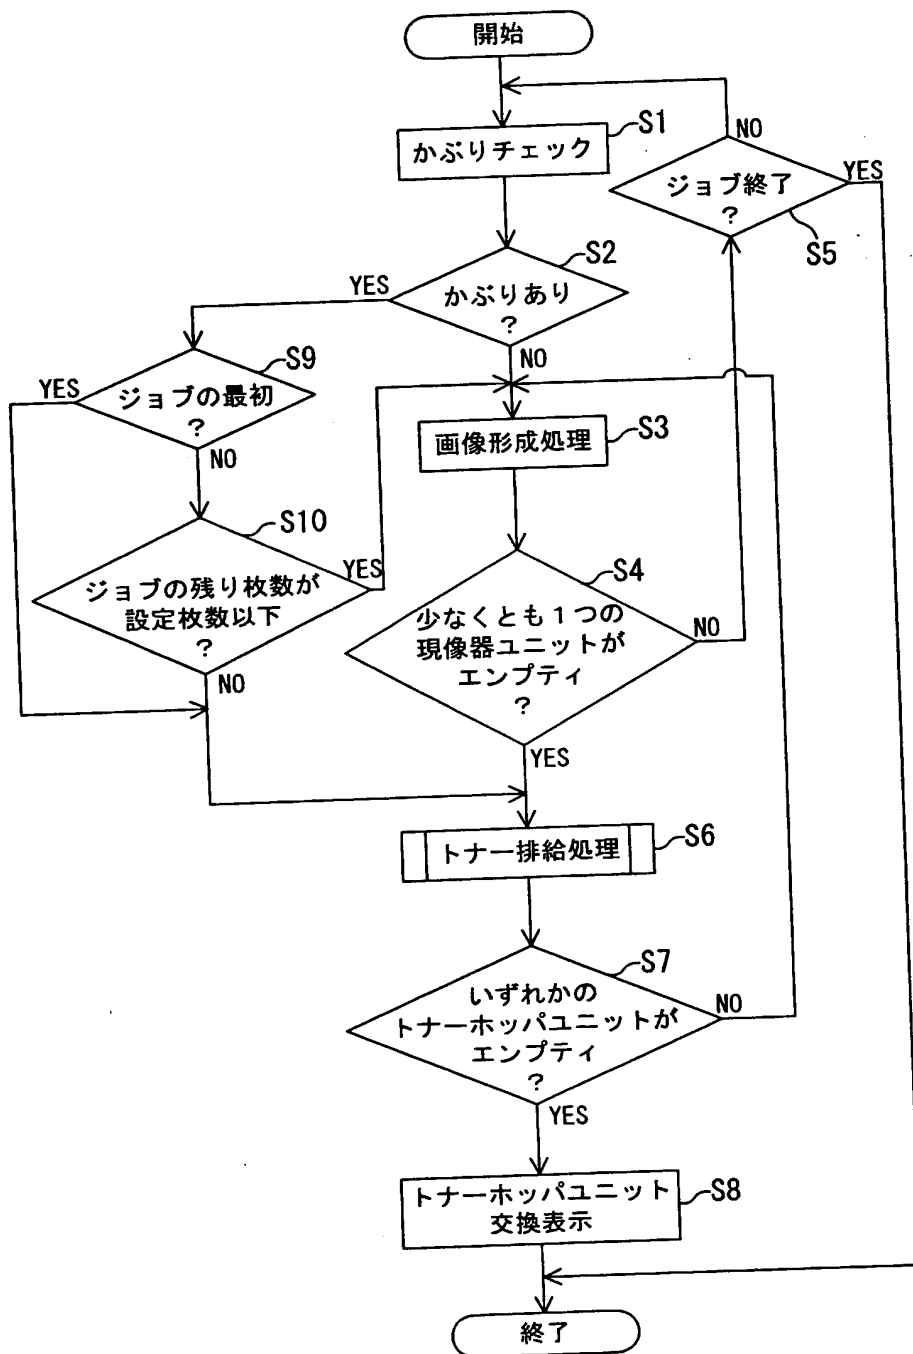 開始
S1
かぶりチェック
NO
ジョブ終了
?
YES
S5
S2
YES
かぶりあり
?
NO
S9
YES
ジョブの最初
?
NO
S3
画像形成処理
S10
ジョブの残り枚数が
設定枚数以下
?
YES
NO
S4
少なくとも1つの
現像器ユニットが
エンプティ
?
NO
YES
S6
トナー排給処理
S7
いずれかの
トナーホッパユニットが
エンプティ
?
NO
YES
S8
トナーホッパユニット
交換表示
終了